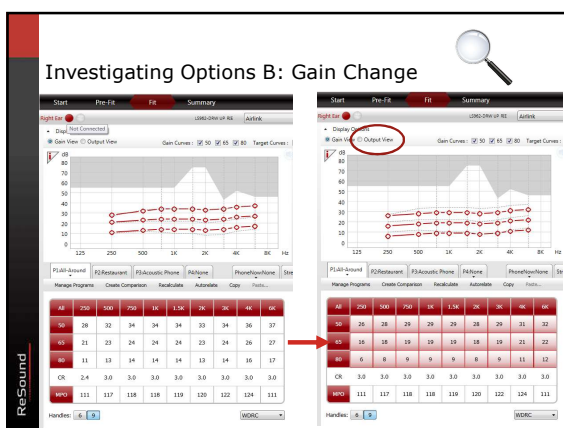 Investigating Options B: Gain Change
Start Pre-Fit Fit Summary
Right Ear LS962-DRW UP RIE Airlink
Not Connected
Gain View Output View Gain Curves: 50 65 80 Target Curves:
dB
80
70
60
50
40
30
20
10
0
125 250 500 1K 2K 4K 8K Hz
P1:All-Around P2:Restaurant P3:Acoustic Phone P4:None PhoneNow:None Stre
Manage Programs Create Comparison Recalculate Autorelate Copy Paste...
All 250 500 750 1K 1.5K 2K 3K 4K 6K
50 28 32 34 34 34 33 34 36 37
65 21 23 24 24 24 23 24 26 27
80 11 13 14 14 14 13 14 16 17
CR 2.4 3.0 3.0 3.0 3.0 3.0 3.0 3.0 3.0
MPO 111 117 118 118 119 120 122 124 111
Handles: 6 9 WDRC
Start Pre-Fit Fit Summary
Right Ear LS962-DRW UP RIE Airlink
Display Options
Gain View Output View Gain Curves: 50 65 80 Target Curves:
dB
80
70
60
50
40
30
20
10
0
125 250 500 1K 2K 4K 8K Hz
P1:All-Around P2:Restaurant P3:Acoustic Phone P4:None PhoneNow:None Stre
Manage Programs Create Comparison Recalculate Autorelate Copy Paste...
All 250 500 750 1K 1.5K 2K 3K 4K 6K
50 26 28 29 29 29 28 29 31 32
65 16 18 19 19 19 18 19 21 22
80 6 8 9 9 9 8 9 11 12
CR 3.0 3.0 3.0 3.0 3.0 3.0 3.0 3.0 3.0
MPO 111 117 118 118 119 120 122 124 111
Handles: 6 9 WDRC
ReSound